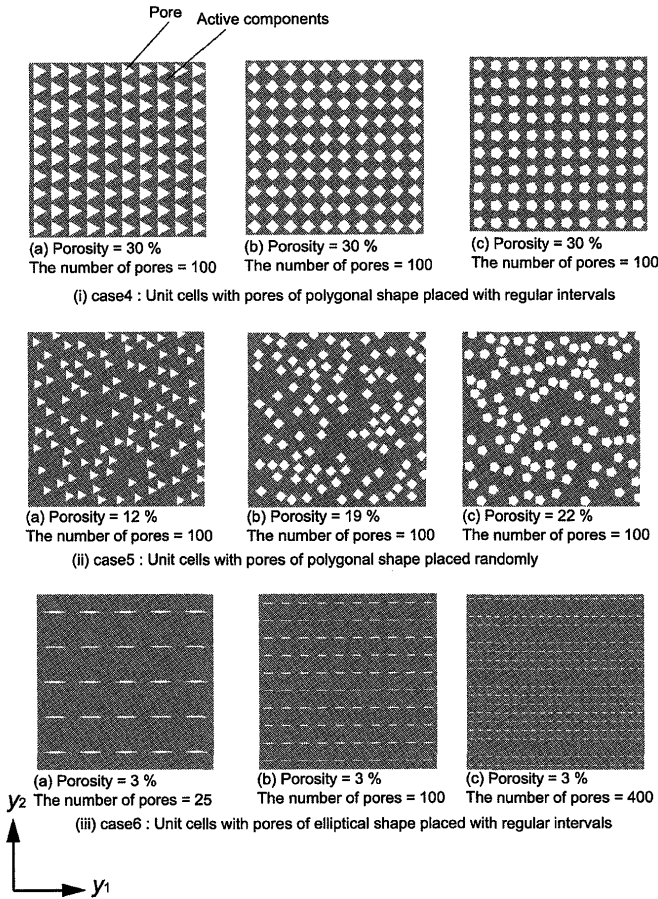 Pore
Active components
(a) Porosity = 30 %
The number of pores = 100
(b) Porosity = 30 %
The number of pores = 100
(c) Porosity = 30 %
The number of pores = 100
(i) case4 : Unit cells with pores of polygonal shape placed with regular intervals
(a) Porosity = 12 %
The number of pores = 100
(b) Porosity = 19 %
The number of pores = 100
(c) Porosity = 22 %
The number of pores = 100
(ii) case5 : Unit cells with pores of polygonal shape placed randomly
(a) Porosity = 3 %
The number of pores = 25
(b) Porosity = 3 %
The number of pores = 100
(c) Porosity = 3 %
The number of pores = 400
(iii) case6 : Unit cells with pores of elliptical shape placed with regular intervals
y2
y1